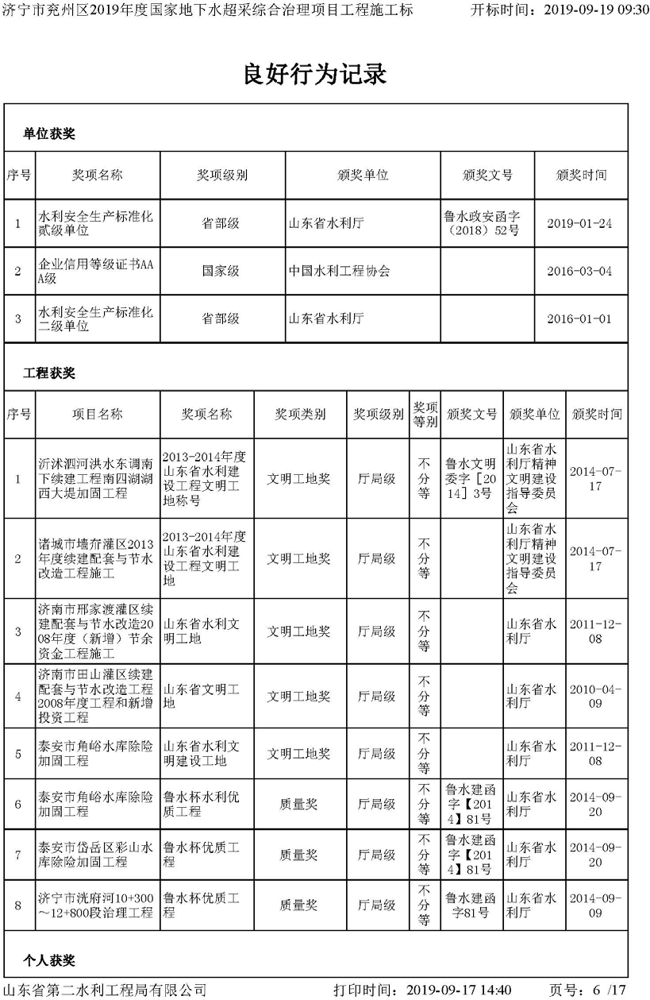 济宁市兖州区2019年度国家地下水超采综合治理项目工程施工标 开标时间：2019-09-19 09:30
良好行为记录
单位获奖
序号 奖项名称 奖项级别 颁奖单位 颁奖文号 颁奖时间
1 水利安全生产标准化贰级单位 省部级 山东省水利厅 鲁水政安函字（2018）52号 2019-01-24
2 企业信用等级证书AAA级 国家级 中国水利工程协会 2016-03-04
3 水利安全生产标准化二级单位 省部级 山东省水利厅 2016-01-01
工程获奖
序号 项目名称 奖项名称 奖项类别 奖项级别 奖项等别 颁奖文号 颁奖单位 颁奖时间
1 沂沭泗河洪水东调南下续建工程南四湖湖西大堤加固工程 2013-2014年度山东省水利建设工程文明工地称号 文明工地奖 厅局级 不分等 鲁水文明委字［2014］3号 山东省水利厅精神文明建设指导委员会 2014-07-17
2 诸城市墙夼灌区2013年度续建配套与节水改造工程施工 2013-2014年度山东省水利建设工程文明工地 文明工地奖 厅局级 不分等 山东省水利厅精神文明建设指导委员会 2014-07-17
3 济南市邢家渡灌区续建配套与节水改造2008年度（新增）节余资金工程施工 山东省水利文明工地 文明工地奖 厅局级 不分等 山东省水利厅 2011-12-08
4 济南市田山灌区续建配套与节水改造工程2008年度工程和新增投资工程 山东省文明工地 文明工地奖 厅局级 不分等 山东省水利厅 2010-04-09
5 泰安市角峪水库除险加固工程 山东省水利文明建设工地 文明工地奖 厅局级 不分等 山东省水利厅 2011-12-08
6 泰安市角峪水库除险加固工程 鲁水杯水利优质工程 质量奖 厅局级 不分等 鲁水建函字【2014】81号 山东省水利厅 2014-09-20
7 泰安市岱岳区彩山水库除险加固工程 鲁水杯优质工程 质量奖 厅局级 不分等 鲁水建函字【2014】81号 山东省水利厅 2014-09-20
8 济宁市洸府河10+300～12+800段治理工程 鲁水杯优质工程 质量奖 厅局级 不分等 鲁水建函字81号 山东省水利厅 2014-09-09
个人获奖
山东省第二水利工程局有限公司 打印时间：2019-09-17 14:40 页号：6 /17